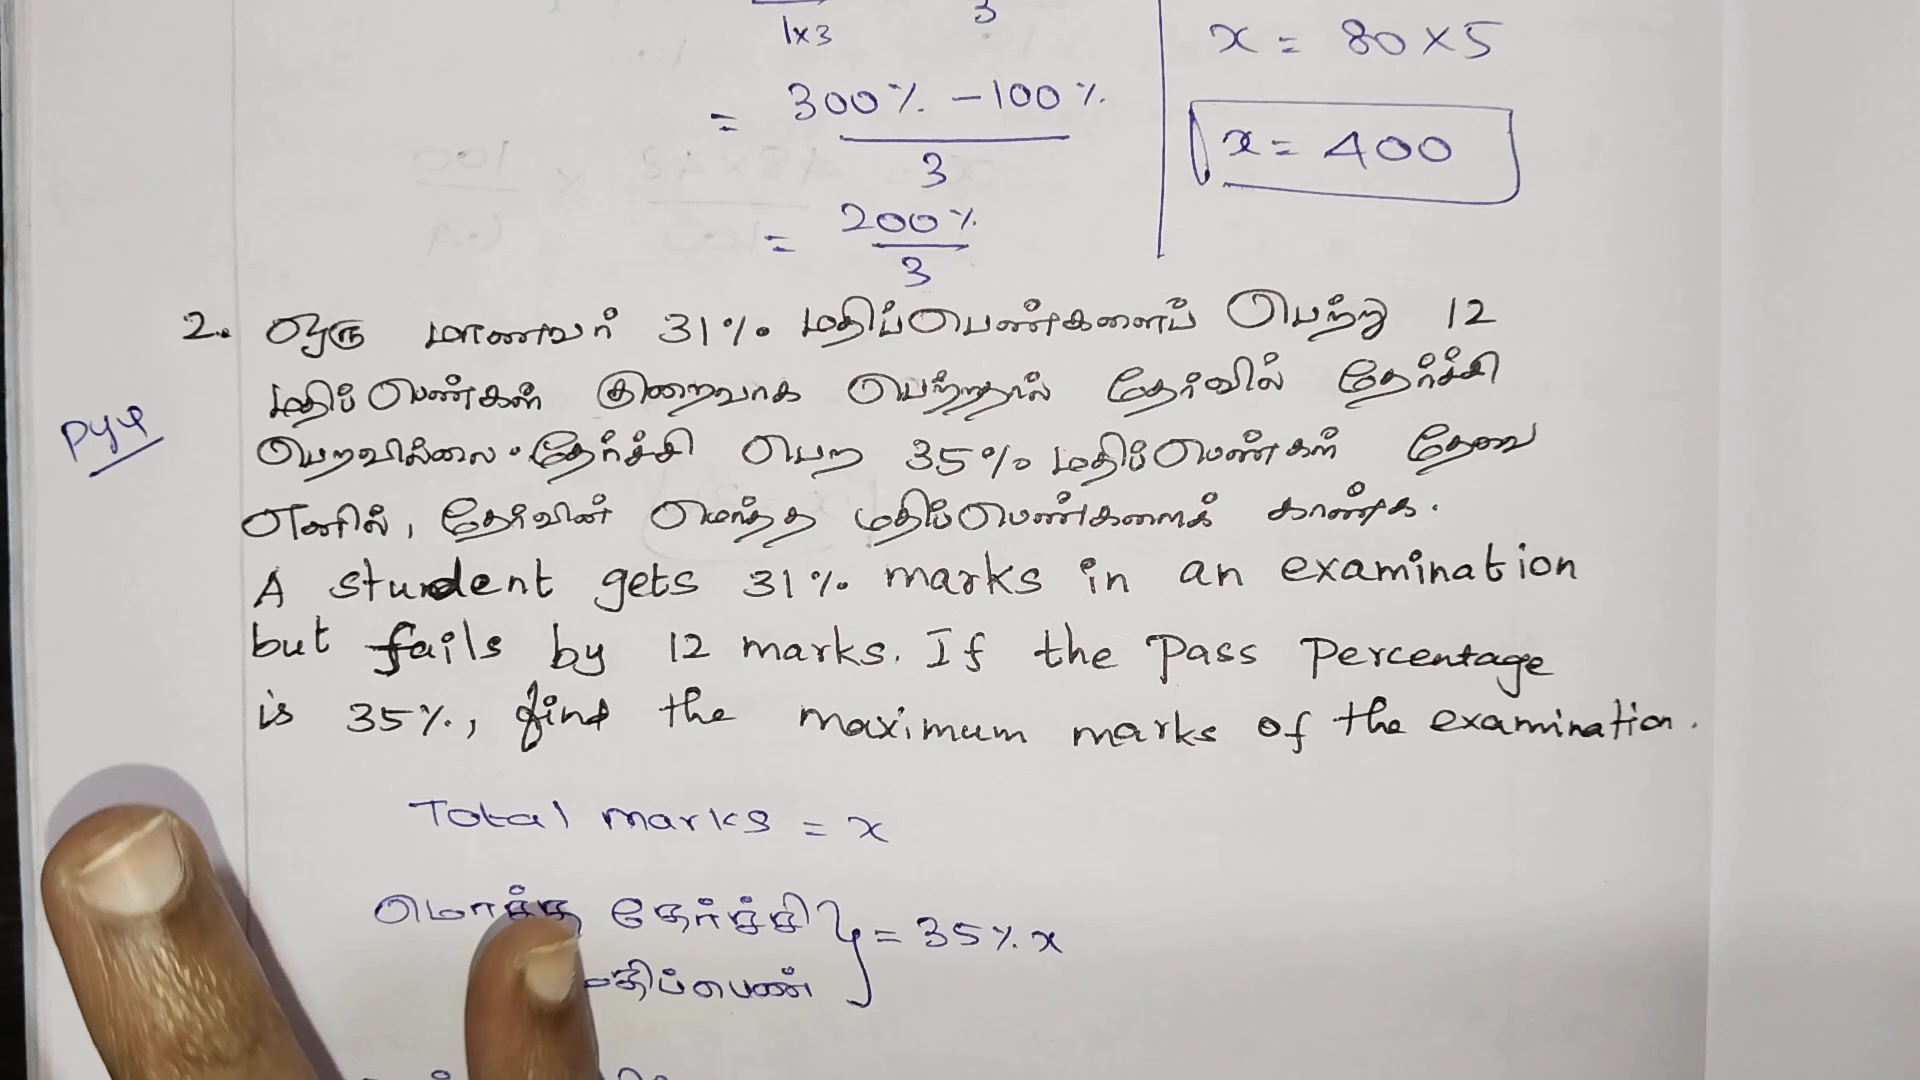 1x3 3
= 300% - 100%
3
= 200%
3
x = 80 x 5
x = 400
2. ஒரு மாணவர் 31% மதிப்பெண்களைப் பெற்று 12
மதிப்பெண்கள் குறைவாக பெற்றதால் தேர்வில் தேர்ச்சி
PYQ
பெறவில்லை. தேர்ச்சி பெற 35% மதிப்பெண்கள் தேவை
எனில், தேர்வின் மொத்த மதிப்பெண்களைக் காண்க.
A student gets 31% marks in an examination
but fails by 12 marks. If the pass percentage
is 35%, find the maximum marks of the examination.
Total marks = x
மொத்த தேர்ச்சி } = 35% x
மதிப்பெண்